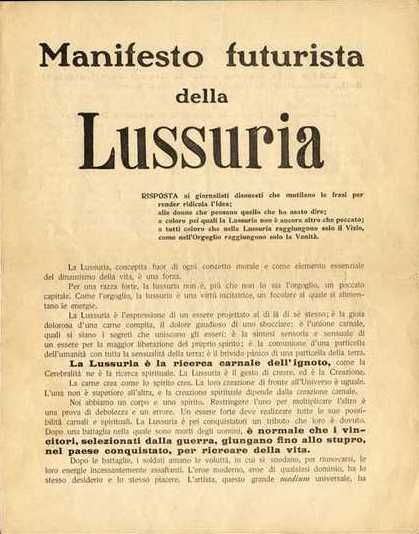 Manifesto futurista
della
Lussuria
RISPOSTA ai giornalisti disonesti che mutilano le frasi per
render ridicola l'Idea;
alle donne che pensano quello che ho osato dire;
a coloro pei quali la Lussuria non è ancora altro che peccato;
a tutti coloro che nella Lussuria raggiungono solo il Vizio,
come nell'Orgoglio raggiungono solo la Vanità.
La Lussuria, concepita fuor di ogni concetto morale e come elemento essenziale
del dinamismo della vita, è una forza.
Per una razza forte, la lussuria non è, più che non lo sia l'orgoglio, un peccato
capitale. Come l'orgoglio, la lussuria è una virtù incitatrice, un focolare al quale si alimen-
tano le energie.
La Lussuria è l'espressione di un essere progettato al di là di sè stesso; è la gioia
dolorosa d'una carne compita, il dolore gaudioso di uno sbocciare; è l'unione carnale,
quali si siano i segreti che uniscono gli esseri; è la sintesi sensoria e sensuale di
un essere per la maggior liberazione del proprio spirito; è la comunione d'una particella
dell'umanità con tutta la sensualità della terra; è il brivido pànico di una particella della terra.
La Lussuria è la ricerca carnale dell'ignoto, come la
Cerebralità ne è la ricerca spirituale. La Lussuria è il gesto di creare, ed è la Creazione.
La carne crea come lo spirito crea. La loro creazione di fronte all'Universo è uguale.
L'una non è superiore all'altra, e la creazione spirituale dipende dalla creazione carnale.
Noi abbiamo un corpo e uno spirito. Restringere l'uno per moltiplicare l'altro è
una prova di debolezza e un errore. Un essere forte deve realizzare tutte le sue possi-
bilità carnali e spirituali. La Lussuria è pei conquistatori un tributo che loro è dovuto.
Dopo una battaglia nella quale sono morti degli uomini, è normale che i vin-
citori, selezionati dalla guerra, giungano fino allo stupro,
nel paese conquistato, per ricreare della vita.
Dopo le battaglie, i soldati amano le voluttà, in cui si snodano, per rinnovarsi, le
loro energie incessantemente assaltanti. L'eroe moderno, eroe di qualsiasi dominio, ha lo
stesso desiderio e lo stesso piacere. L'artista, questo grande medium universale, ha